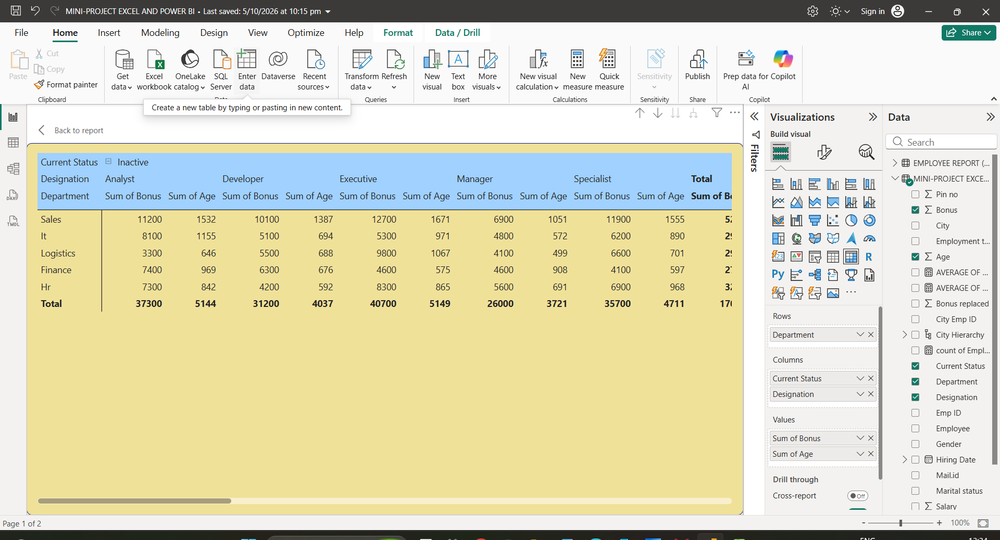 MINI-PROJECT EXCEL AND POWER BI • Last saved: 5/10/2026 at 10:15 pm
Sign in
File Home Insert Modeling Design View Optimize Help Format Data / Drill
Share
Paste
Cut
Copy
Format painter
Clipboard
Get data
Excel workbook
OneLake catalog
SQL Server
Enter data
Dataverse
Recent sources
Transform data
Refresh
Queries
New visual
Text box
More visuals
Insert
New visual calculation
New measure
Quick measure
Calculations
Sensitivity
Sensitivity
Publish
Share
Prep data for AI
Copilot
Copilot
Create a new table by typing or pasting in new content.
Back to report
Current Status Inactive
Designation Analyst Developer Executive Manager Specialist Total
Department Sum of Bonus Sum of Age Sum of Bonus Sum of Age Sum of Bonus Sum of Age Sum of Bonus Sum of Age Sum of Bonus Sum of Age Sum of Bo
Sales 11200 1532 10100 1387 12700 1671 6900 1051 11900 1555 52
It 8100 1155 5100 694 5300 971 4800 572 6200 890 29
Logistics 3300 646 5500 688 9800 1067 4100 499 6600 701 29
Finance 7400 969 6300 676 4600 575 4600 908 4100 597 27
Hr 7300 842 4200 592 8300 865 5600 691 6900 968 32
Total 37300 5144 31200 4037 40700 5149 26000 3721 35700 4711 170
Filters
Visualizations
Build visual
123
R
Py
Rows
Department
Columns
Current Status
Designation
Values
Sum of Bonus
Sum of Age
Drill through
Cross-report Off
Data
Search
EMPLOYEE REPORT (...
MINI-PROJECT EXCE...
Pin no
Bonus
City
Employment t...
Age
AVERAGE OF ...
AVERAGE OF ...
Bonus replaced
City Emp ID
City Hierarchy
count of Empl...
Current Status
Department
Designation
Emp ID
Employee
Gender
Hiring Date
Mail.id
Marital status
Salary
DAX
TMDL
Page 1 of 2
- + 100%